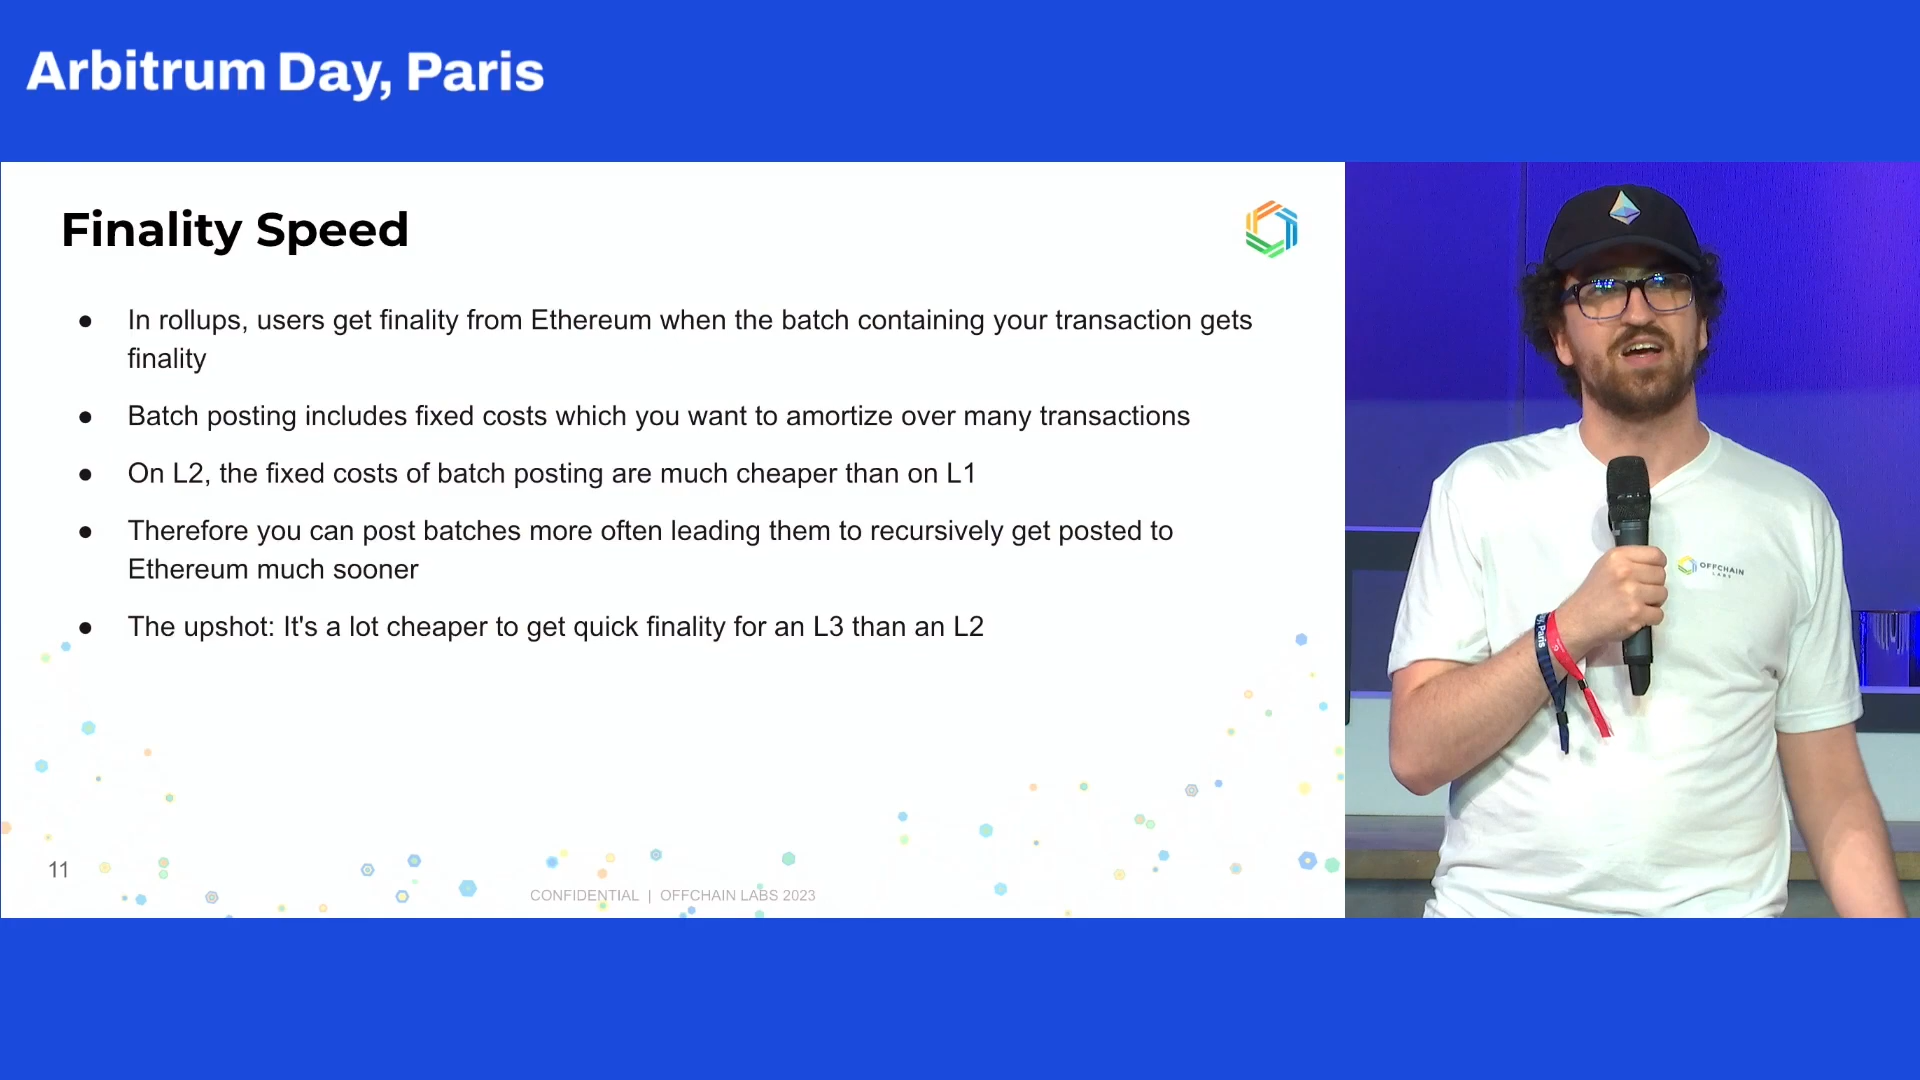 Arbitrum Day, Paris
Finality Speed
● In rollups, users get finality from Ethereum when the batch containing your transaction gets
finality
● Batch posting includes fixed costs which you want to amortize over many transactions
● On L2, the fixed costs of batch posting are much cheaper than on L1
● Therefore you can post batches more often leading them to recursively get posted to
Ethereum much sooner
● The upshot: It's a lot cheaper to get quick finality for an L3 than an L2
11
CONFIDENTIAL | OFFCHAIN LABS 2023
OFFCHAIN
LABS
Paris